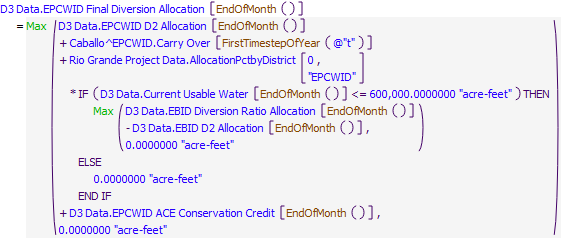 D3 Data.EPCWID Final Diversion Allocation [EndOfMonth ( )]
= Max ( D3 Data.EPCWID D2 Allocation [EndOfMonth ( )]
+ Caballo^EPCWID.Carry Over [FirstTimestepOfYear ( @"t" )]
+ Rio Grande Project Data.AllocationPctbyDistrict [ 0 ,
"EPCWID" ]
* IF ( D3 Data.Current Usable Water [EndOfMonth ( )] <= 600,000.0000000 "acre-feet" ) THEN
Max ( D3 Data.EBID Diversion Ratio Allocation [EndOfMonth ( )]
- D3 Data.EBID D2 Allocation [EndOfMonth ( )] ,
0.0000000 "acre-feet" )
ELSE
0.0000000 "acre-feet"
END IF
+ D3 Data.EPCWID ACE Conservation Credit [EndOfMonth ( )] ,
0.0000000 "acre-feet" )